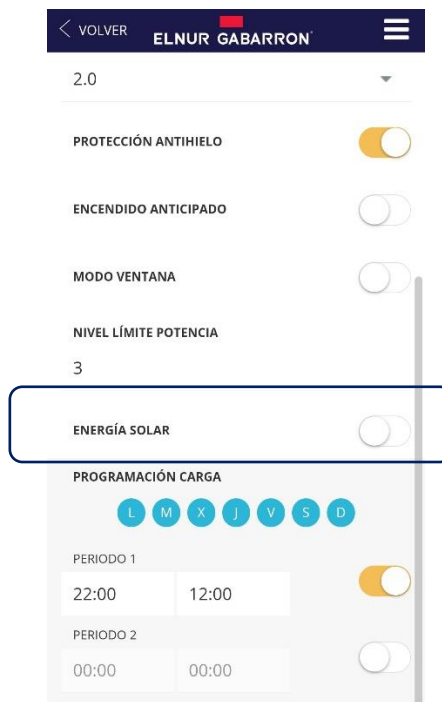 VOLVER
ELNUR GABARRON
2.0
PROTECCIÓN ANTIHIELO
ENCENDIDO ANTICIPADO
MODO VENTANA
NIVEL LÍMITE POTENCIA
3
ENERGÍA SOLAR
PROGRAMACIÓN CARGA
L M X J V S D
PERIODO 1
22:00 12:00
PERIODO 2
00:00 00:00